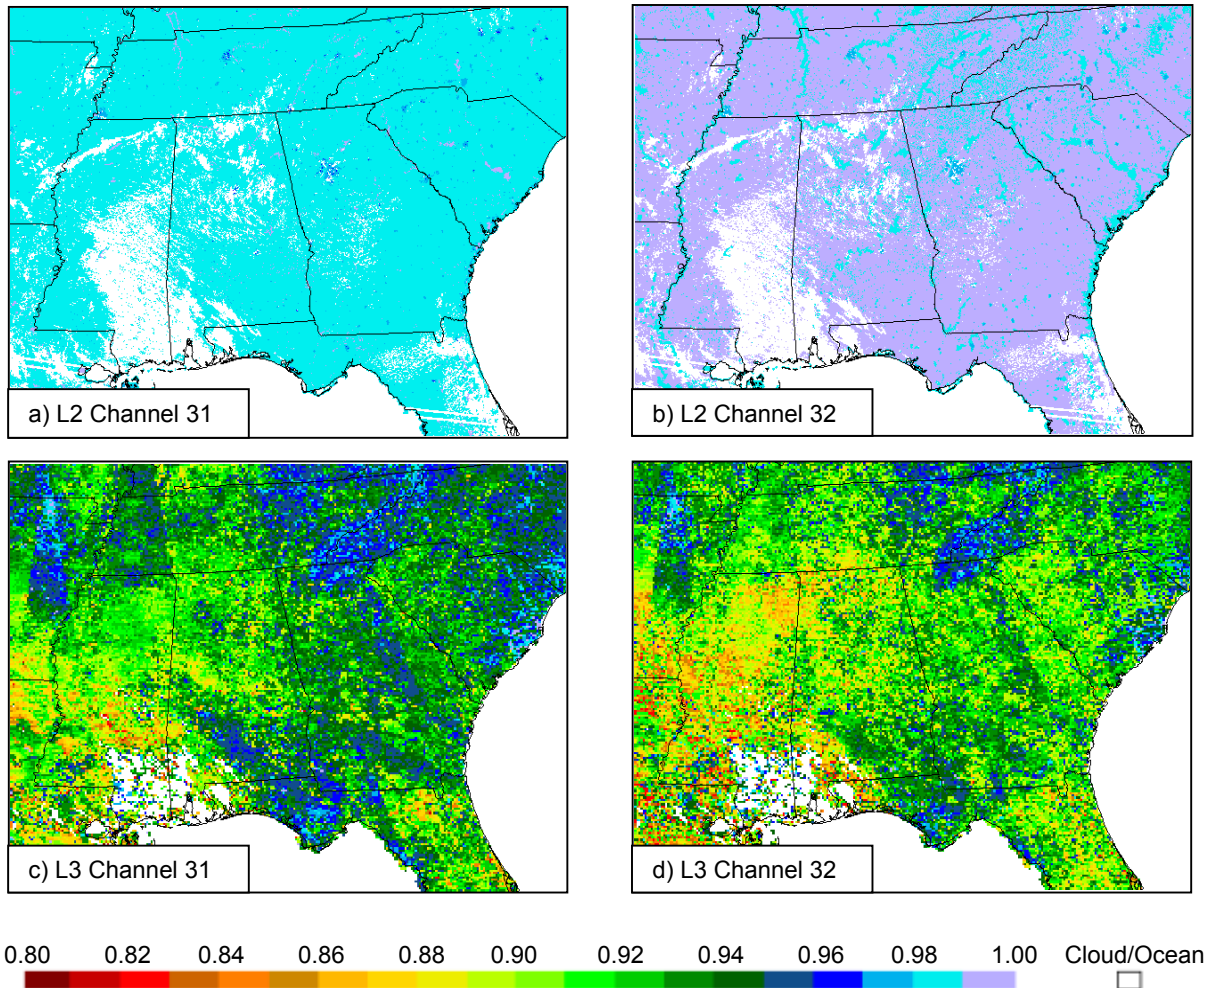 a) L2 Channel 31
b) L2 Channel 32
c) L3 Channel 31
d) L3 Channel 32
0.80 0.82 0.84 0.86 0.88 0.90 0.92 0.94 0.96 0.98 1.00 Cloud/Ocean